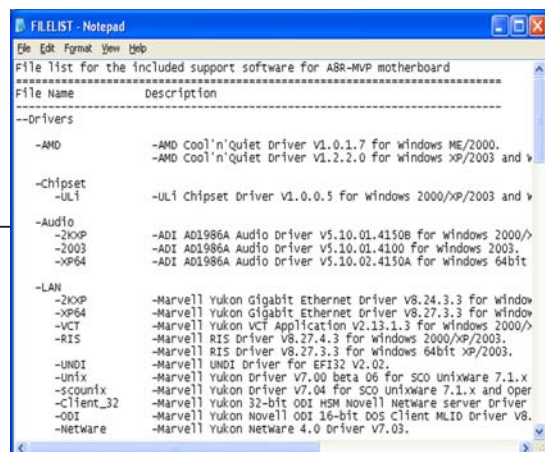 FILELIST - Notepad
File Edit Format View Help
File list for the included support software for A8R-MVP motherboard
==================================================================
File Name Description
------------------------------------------------------------------
--Drivers
-AMD -AMD Cool'n'Quiet Driver V1.0.1.7 for Windows ME/2000.
-AMD Cool'n'Quiet Driver V1.2.2.0 for Windows XP/2003 and
-Chipset
-ULi -ULi Chipset Driver V1.0.0.5 for Windows 2000/XP/2003 and
-Audio
-2KXP -ADI AD1986A Audio Driver V5.10.01.4150B for Windows 2000/
-2003 -ADI AD1986A Audio Driver V5.10.01.4100 for Windows 2003.
-XP64 -ADI AD1986A Audio Driver V5.10.02.4150A for Windows 64bit
-LAN
-2KXP -Marvell Yukon Gigabit Ethernet Driver V8.24.3.3 for Window
-XP64 -Marvell Yukon Gigabit Ethernet Driver V8.27.3.3 for Window
-VCT -Marvell Yukon VCT Application V2.13.1.3 for Windows 2000/
-RIS -Marvell RIS Driver V8.27.4.3 for Windows 2000/XP/2003.
-Marvell RIS Driver V8.27.3.3 for Windows 64bit XP/2003.
-UNDI -Marvell UNDI Driver for EFI32 V2.02.
-Unix -Marvell Yukon Driver V7.00 beta 06 for SCO UnixWare 7.1.x
-scounix -Marvell Yukon Driver V7.04 for SCO UnixWare 7.1.x and Oper
-Client_32 -Marvell Yukon 32-bit ODI HSM Novell NetWare server Driver
-ODI -Marvell Yukon Novell ODI 16-bit DOS Client MLID Driver V8.
-NetWare -Marvell Yukon NetWare 4.0 Driver V7.03.